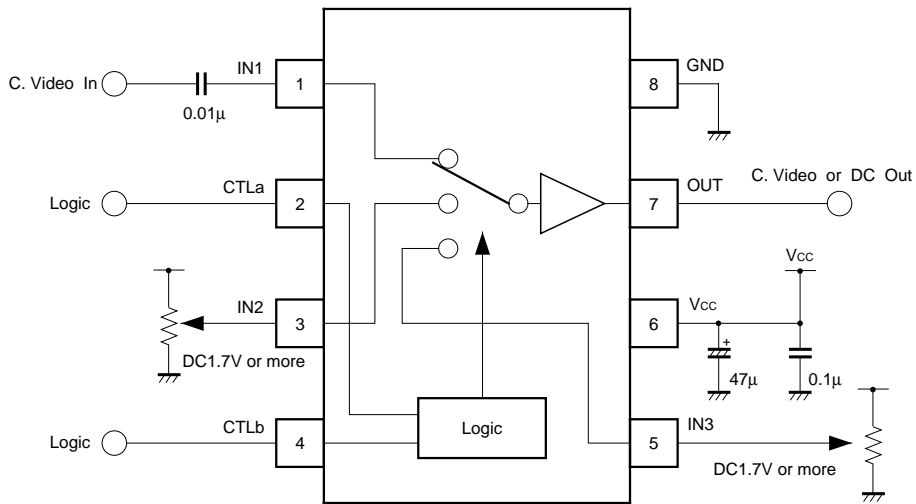 C. Video In
0.01μ
IN1
1
8
GND
CTLa
Logic
2
OUT
7
C. Video or DC Out
IN2
3
DC1.7V or more
Vcc
6
Vcc
+
47μ
0.1μ
CTLb
Logic
4
Logic
IN3
5
DC1.7V or more